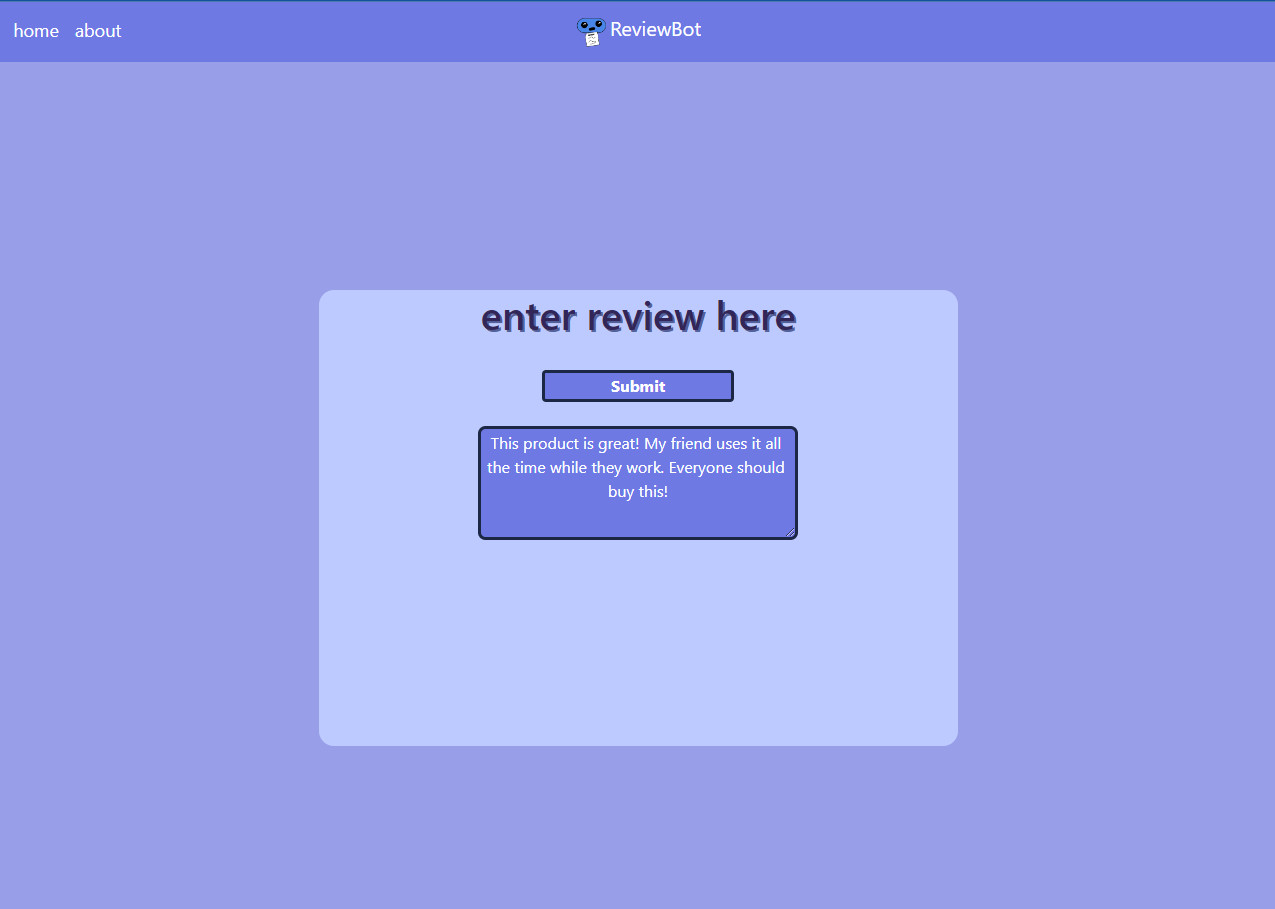 home about ReviewBot
enter review here
Submit
This product is great! My friend uses it all
the time while they work. Everyone should
buy this!